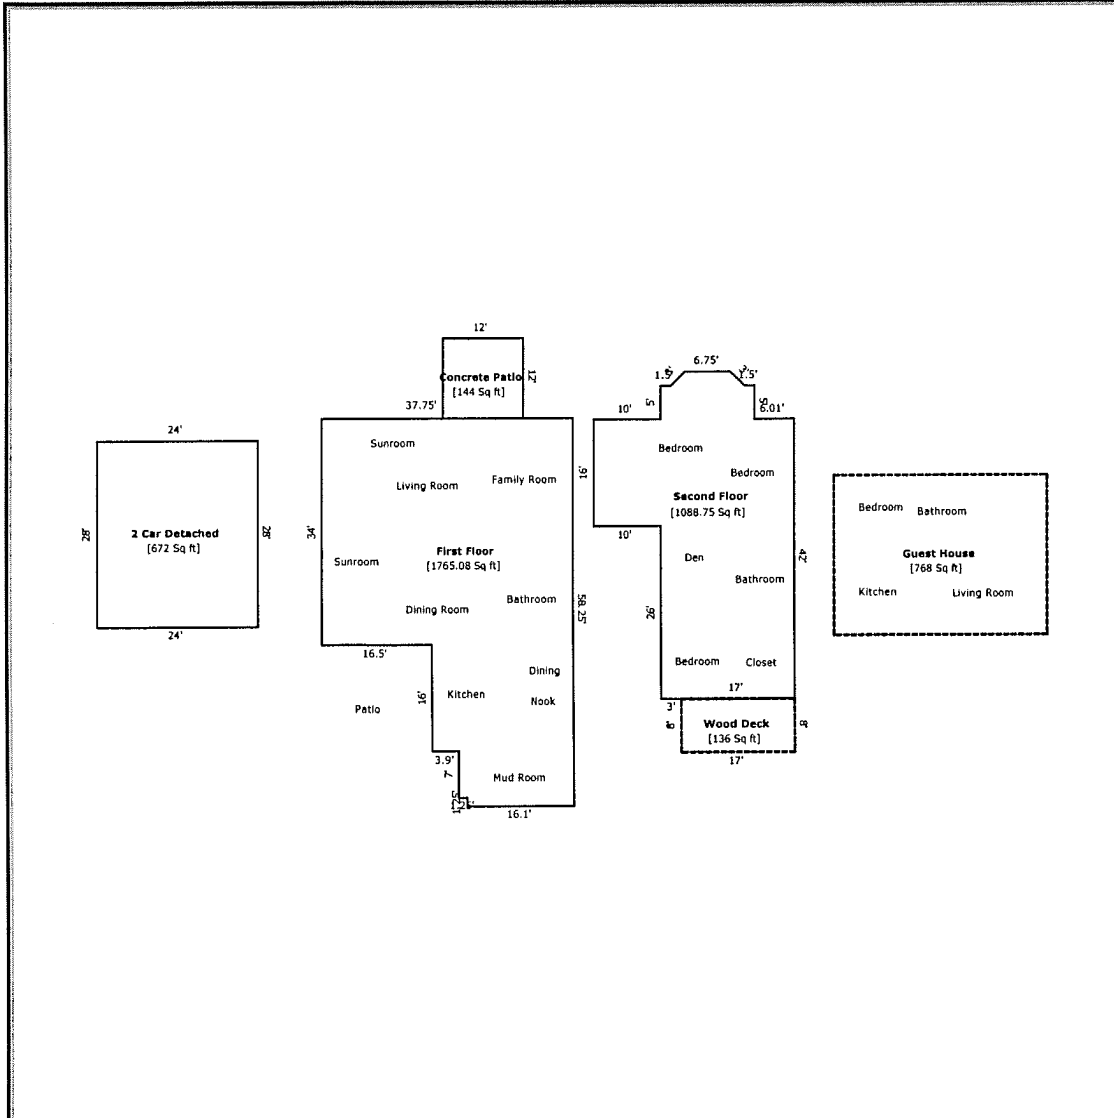 12'
Concrete Patio
12'
[144 Sq ft]
37.75'
24'
28'
2 Car Detached
[672 Sq ft]
28'
24'
Sunroom
Living Room
Family Room
34'
First Floor
[1765.08 Sq ft]
Sunroom
Dining Room
Bathroom
58.25'
16.5'
Dining
Nook
Kitchen
16'
Patio
3.9'
7'
Mud Room
1.25'
16.1'
6.75'
1.5'
1.5'
5'
5'
6.01'
10'
16'
Bedroom
Bedroom
Second Floor
[1088.75 Sq ft]
10'
Den
42'
Bathroom
26'
Bedroom
Closet
17'
3'
8'
Wood Deck
[136 Sq ft]
8'
17'
Bedroom
Bathroom
Guest House
[768 Sq ft]
Kitchen
Living Room